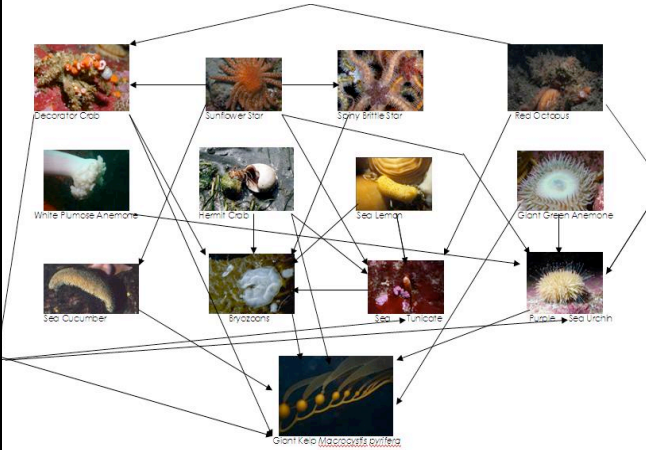 Decorator Crab
Sunflower Star
Spiny Brittle Star
Red Octopus
White Plumose Anemone
Hermit Crab
Sea Lemon
Giant Green Anemone
Sea Cucumber
Bryozoans
Sea Tunicate
Purple Sea Urchin
Giant Kelp Macrocystis pyrifera